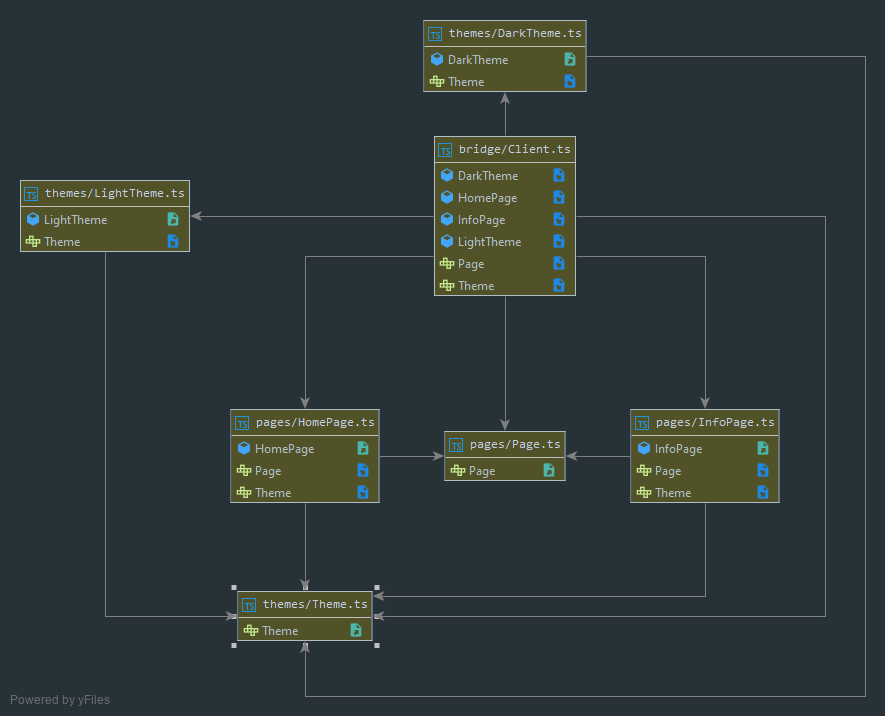 TS themes/DarkTheme.ts
DarkTheme
Theme
TS bridge/Client.ts
DarkTheme
HomePage
InfoPage
LightTheme
Page
Theme
TS themes/LightTheme.ts
LightTheme
Theme
TS pages/HomePage.ts
HomePage
Page
Theme
TS pages/Page.ts
Page
TS pages/InfoPage.ts
InfoPage
Page
Theme
TS themes/Theme.ts
Theme
Powered by yFiles